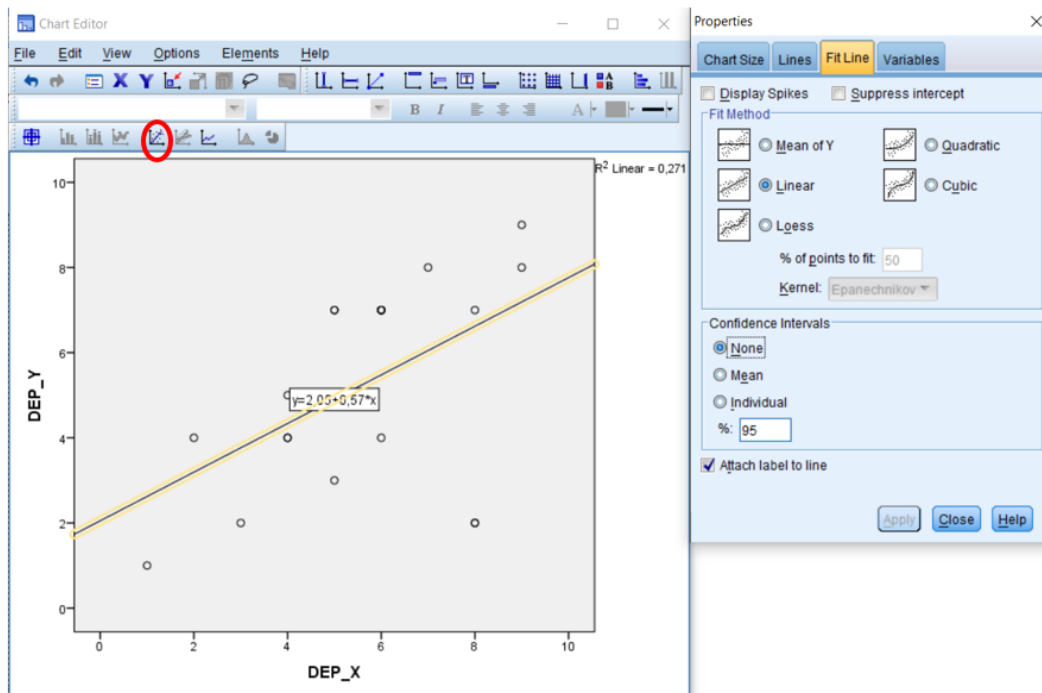 Chart Editor
File Edit View Options Elements Help
B I
A
R² Linear = 0,271
10
8
6
4
2
0
DEP_Y
y=2,05+0,57*x
0 2 4 6 8 10
DEP_X
Properties
Chart Size Lines Fit Line Variables
Display Spikes Suppress intercept
Fit Method
Mean of Y Quadratic
Linear Cubic
Loess
% of points to fit: 50
Kernel: Epanechnikov
Confidence Intervals
None
Mean
Individual
%: 95
Attach label to line
Apply Close Help